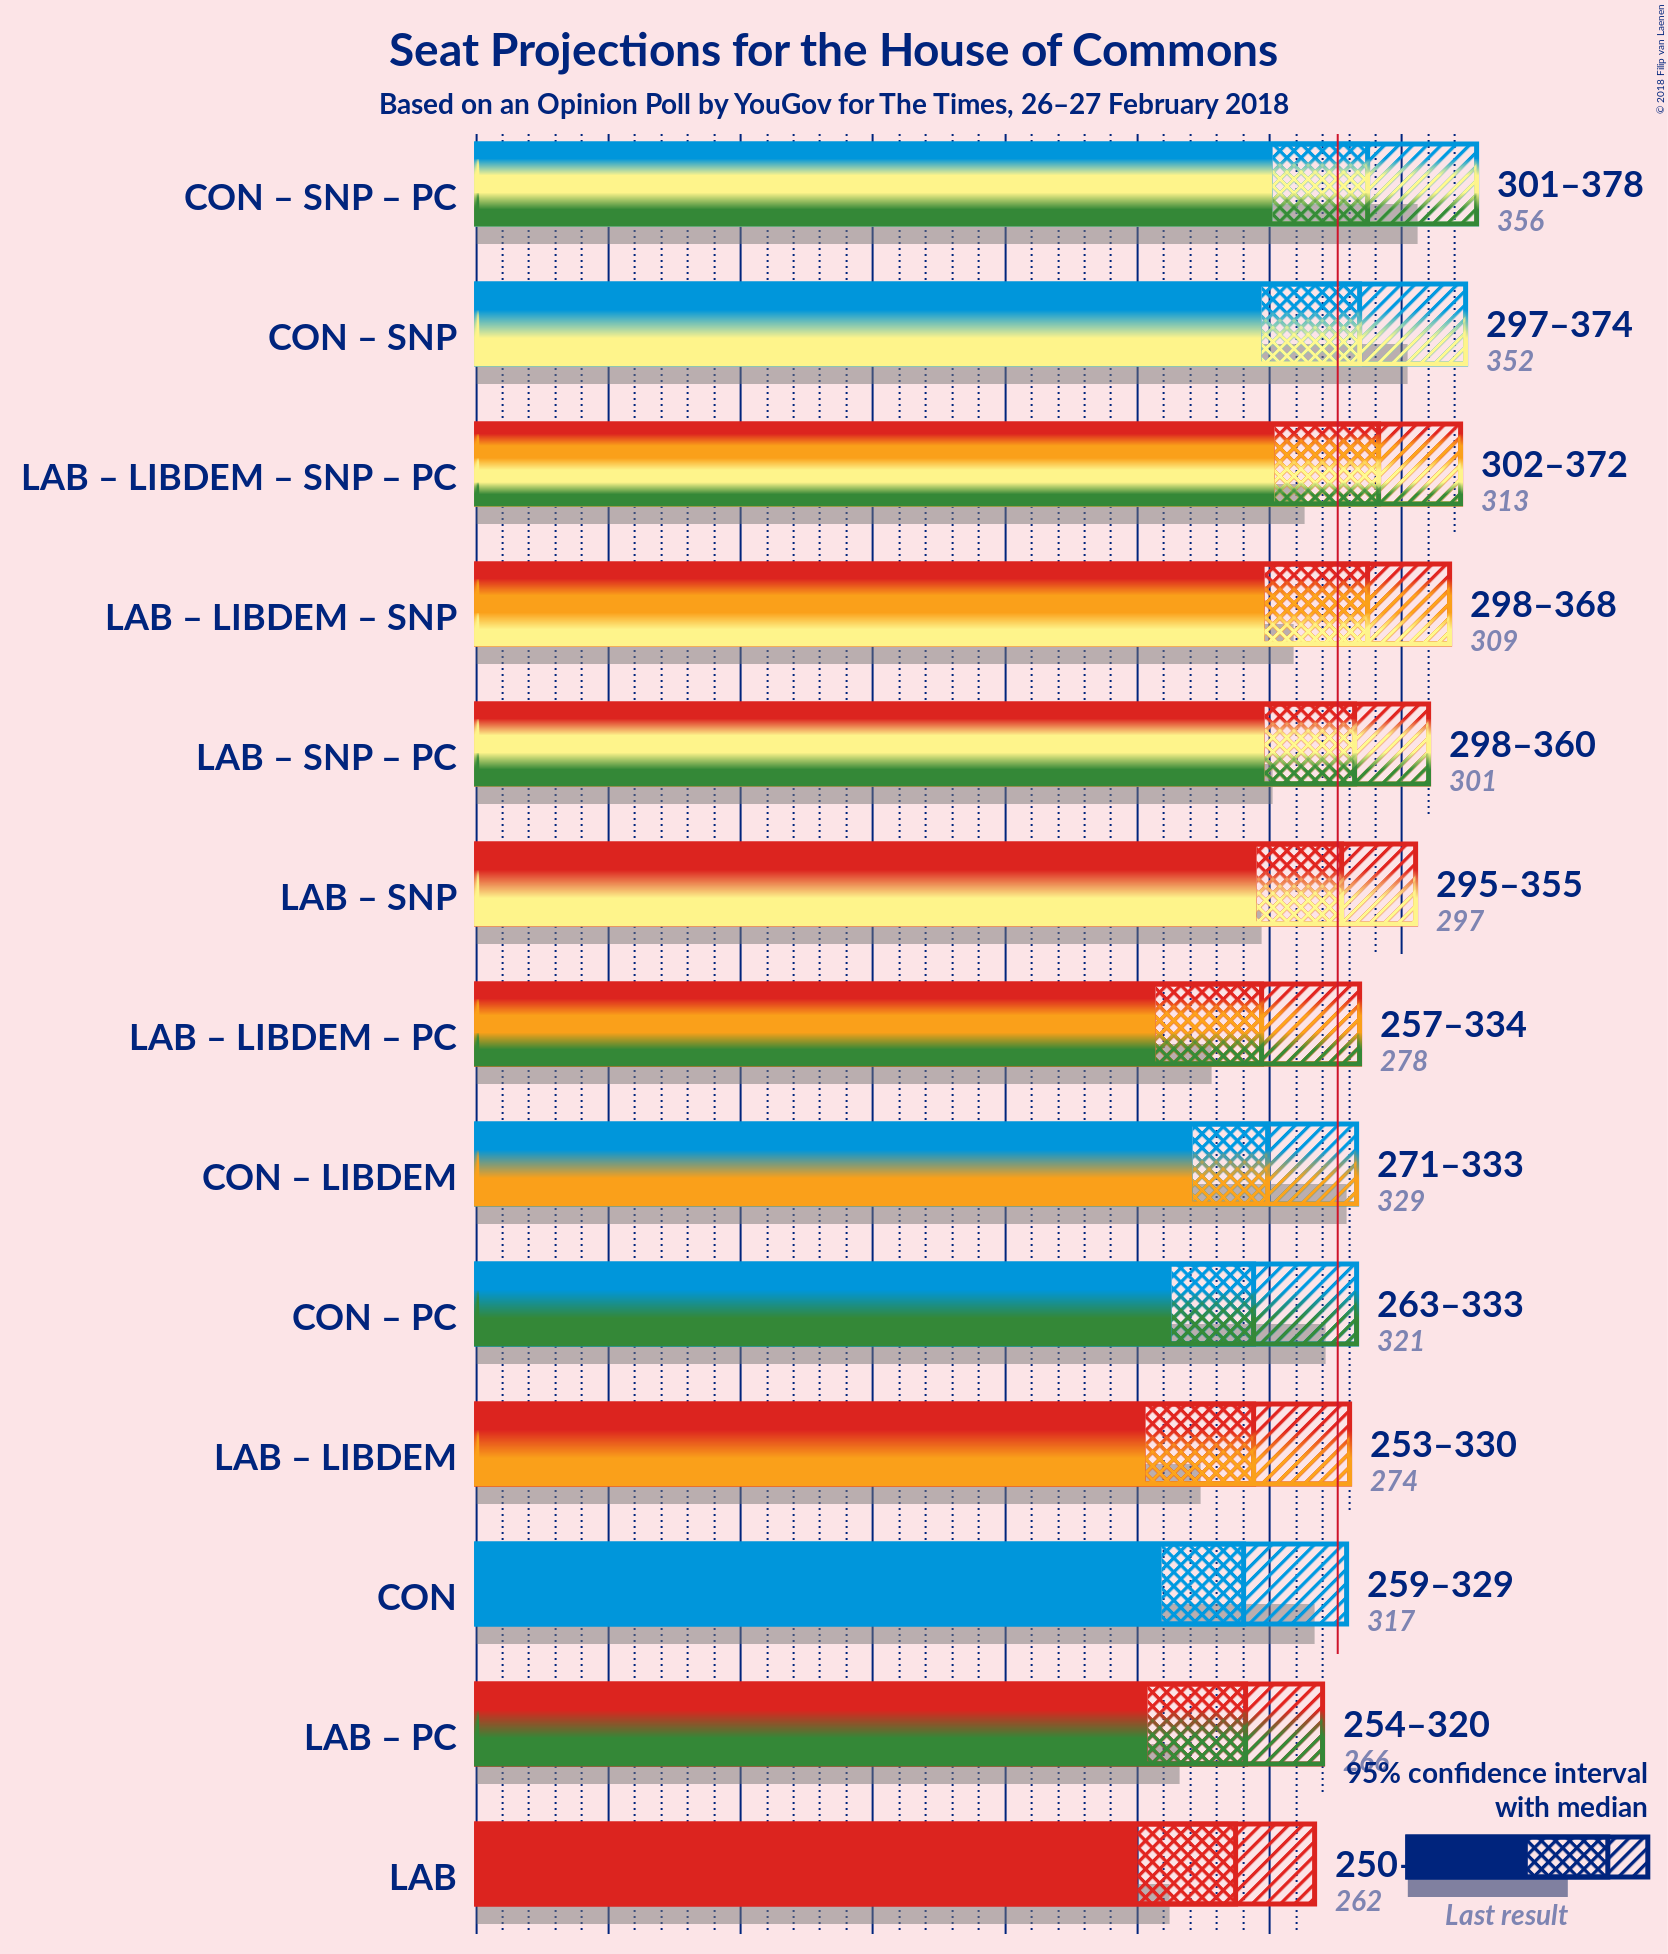 Seat Projections for the House of Commons
Based on an Opinion Poll by YouGov for The Times, 26–27 February 2018
© 2018 Filip van Laenen
CON – SNP – PC
301–378
356
CON – SNP
297–374
352
LAB – LIBDEM – SNP – PC
302–372
313
LAB – LIBDEM – SNP
298–368
309
LAB – SNP – PC
298–360
301
LAB – SNP
295–355
297
LAB – LIBDEM – PC
257–334
278
CON – LIBDEM
271–333
329
CON – PC
263–333
321
LAB – LIBDEM
253–330
274
CON
259–329
317
LAB – PC
254–320
266
95% confidence interval
with median
LAB
250–
262
Last result